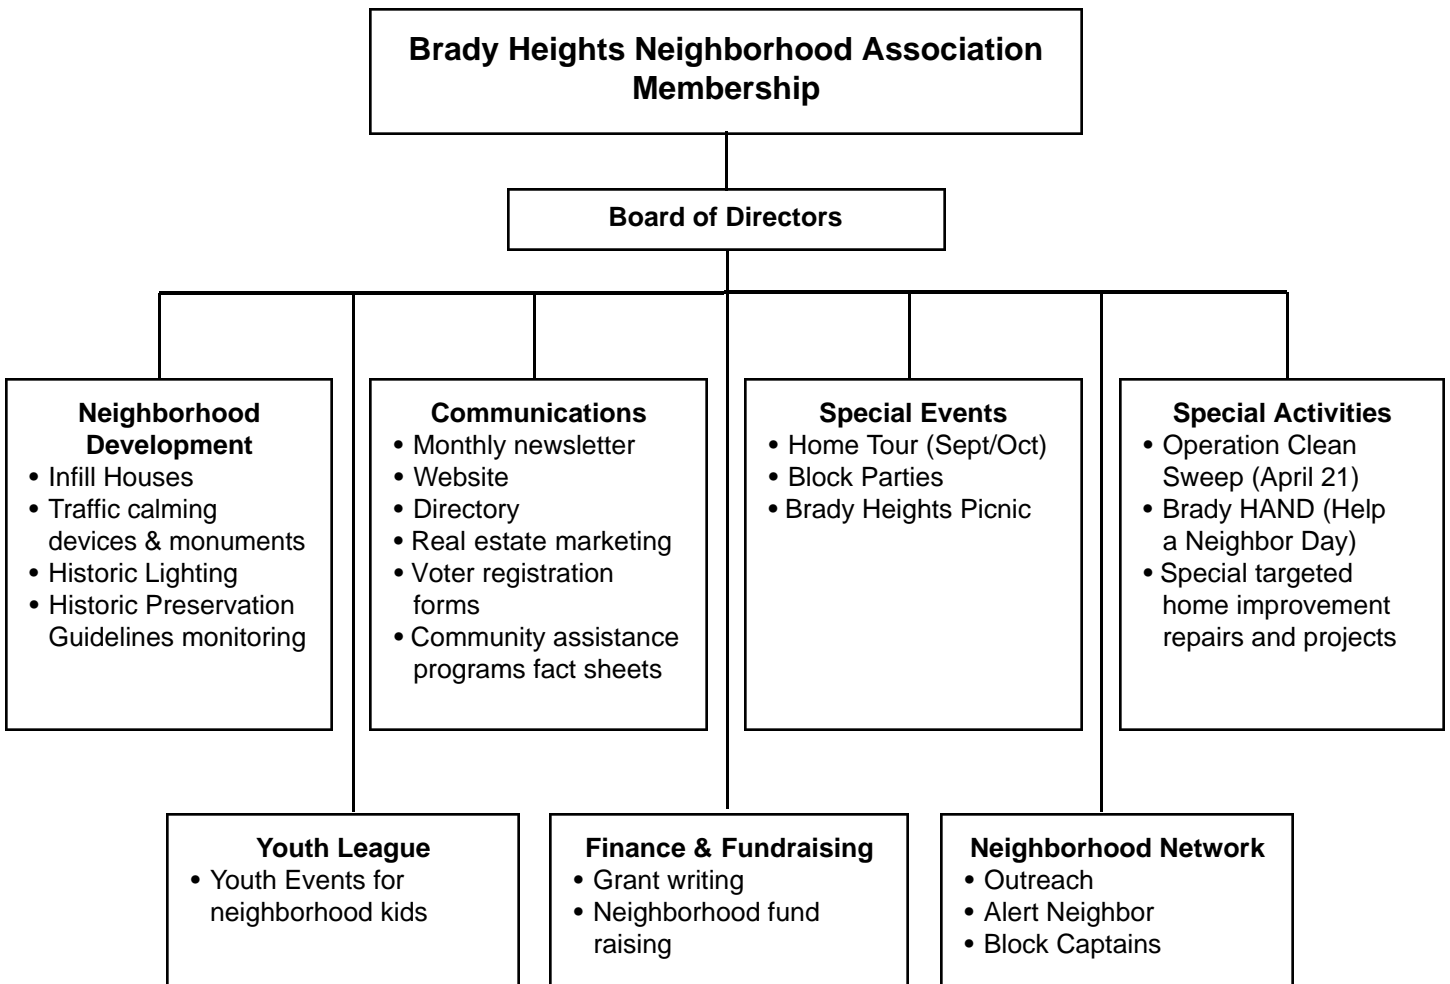 Brady Heights Neighborhood Association
Membership
Board of Directors
Neighborhood
Development
• Infill Houses
• Traffic calming
devices & monuments
• Historic Lighting
• Historic Preservation
Guidelines monitoring
Communications
• Monthly newsletter
• Website
• Directory
• Real estate marketing
• Voter registration
forms
• Community assistance
programs fact sheets
Special Events
• Home Tour (Sept/Oct)
• Block Parties
• Brady Heights Picnic
Special Activities
• Operation Clean
Sweep (April 21)
• Brady HAND (Help
a Neighbor Day)
• Special targeted
home improvement
repairs and projects
Youth League
• Youth Events for
neighborhood kids
Finance & Fundraising
• Grant writing
• Neighborhood fund
raising
Neighborhood Network
• Outreach
• Alert Neighbor
• Block Captains